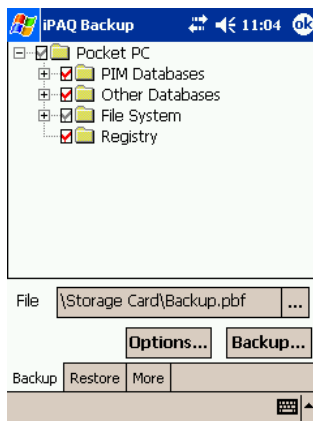 iPAQ Backup 11:04 ok
Pocket PC
PIM Databases
Other Databases
File System
Registry
File \Storage Card\Backup.pbf ...
Options... Backup...
Backup Restore More